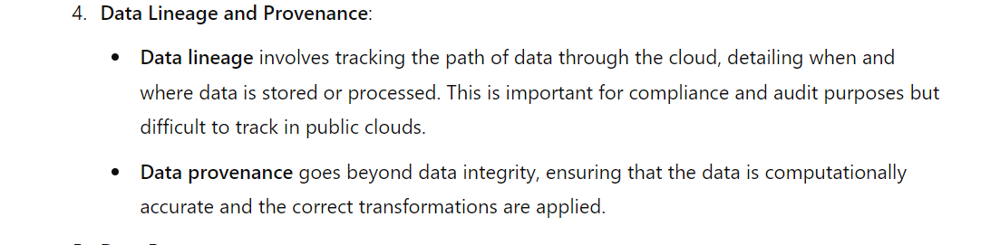 4. Data Lineage and Provenance:
• Data lineage involves tracking the path of data through the cloud, detailing when and
where data is stored or processed. This is important for compliance and audit purposes but
difficult to track in public clouds.
• Data provenance goes beyond data integrity, ensuring that the data is computationally
accurate and the correct transformations are applied.